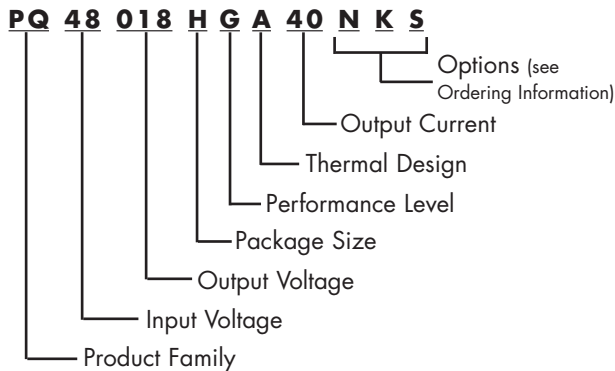 PQ 48 018 H G A 40 N K S
Options (see
Ordering Information)
Output Current
Thermal Design
Performance Level
Package Size
Output Voltage
Input Voltage
Product Family